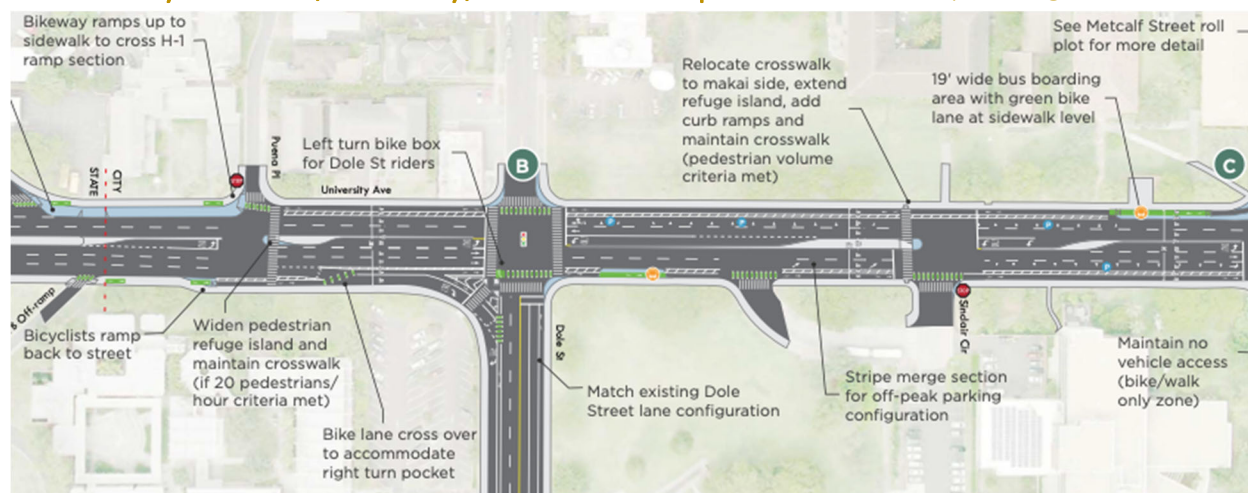 Bikeway ramps up to
sidewalk to cross H-1
ramp section
See Metcalf Street roll
plot for more detail
Relocate crosswalk
to makai side, extend
refuge island, add
curb ramps and
maintain crosswalk
(pedestrian volume
criteria met)
19' wide bus boarding
area with green bike
lane at sidewalk level
Left turn bike box
for Dole St riders
Puena Pl
B
C
STATE
CITY
University Ave
STOP
P
P
P
P
STOP
Off-ramp
Bicyclists ramp
back to street
Widen pedestrian
refuge island and
maintain crosswalk
(if 20 pedestrians/
hour criteria met)
Dole St
Sinclair Cir
Match existing Dole
Street lane configuration
Stripe merge section
for off-peak parking
configuration
Maintain no
vehicle access
(bike/walk
only zone)
Bike lane cross over
to accommodate
right turn pocket